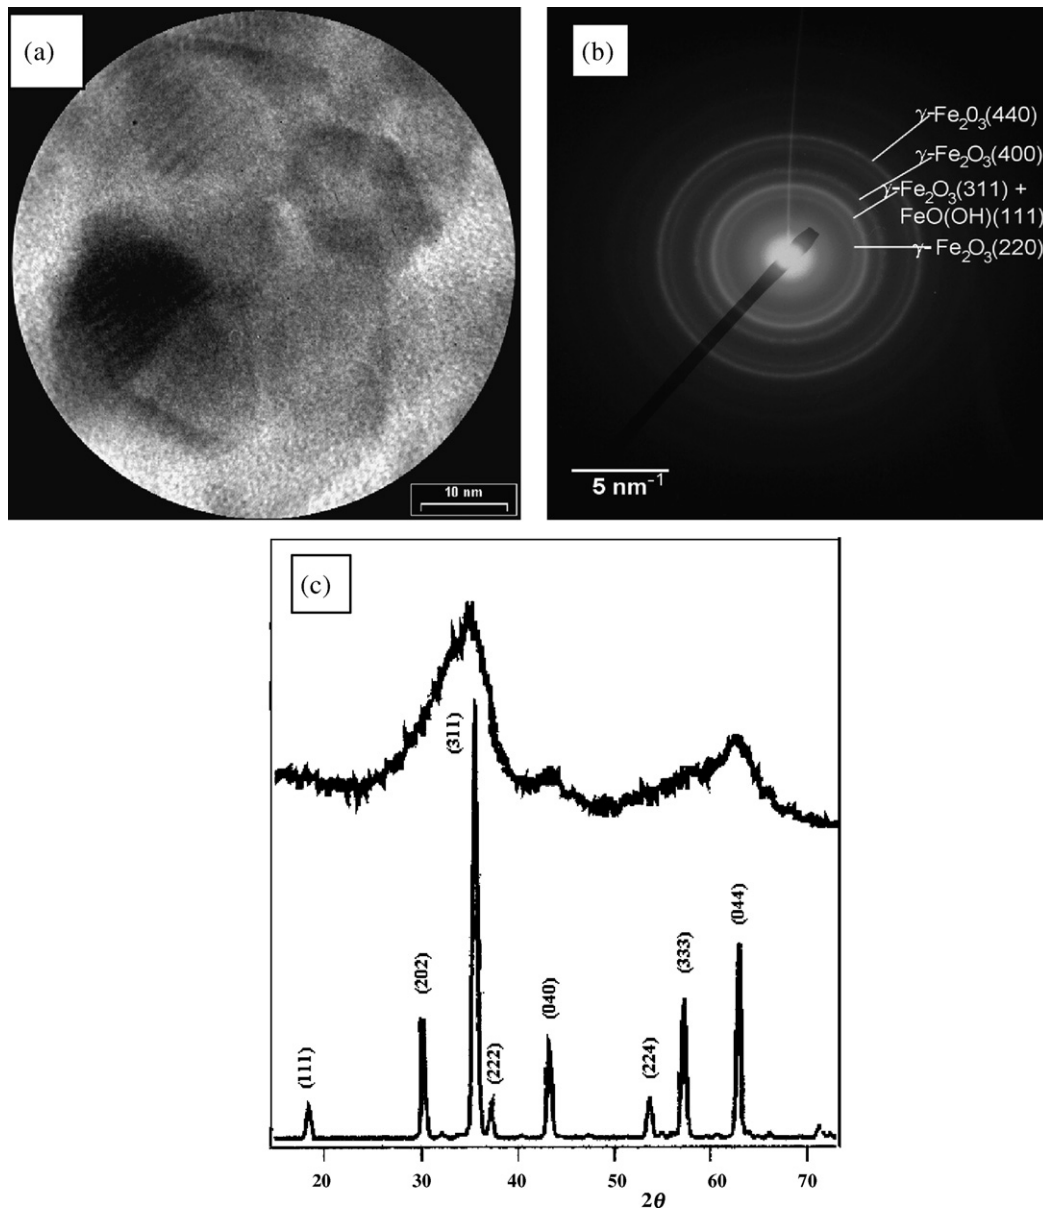 (a)
10 nm
(b)
γ-Fe₂0₃(440)
γ-Fe₂O₃(400)
γ-Fe₂O₃(311) +
FeO(OH)(111)
γ- Fe₂O₃(220)
5 nm⁻¹
(c)
(111)
(202)
(311)
(222)
(040)
(224)
(333)
(044)
20 30 40 50 60 70
2θ